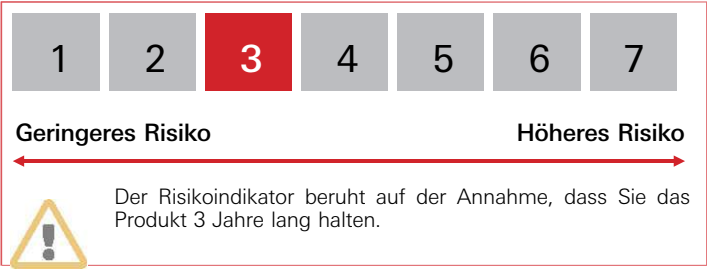 1 2 3 4 5 6 7
Geringeres Risiko Höheres Risiko
Der Risikoindikator beruht auf der Annahme, dass Sie das
Produkt 3 Jahre lang halten.